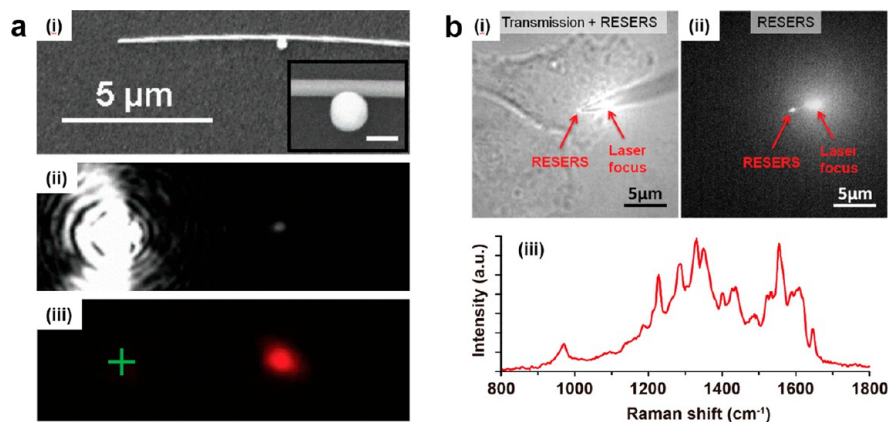 a
(i)
5 µm
(ii)
(iii)
b
(i)
Transmission + RESERS
RESERS
Laser
focus
5µm
(ii)
RESERS
RESERS
Laser
focus
5µm
(iii)
Intensity (a.u.)
800
1000
1200
1400
1600
1800
Raman shift (cm⁻¹)